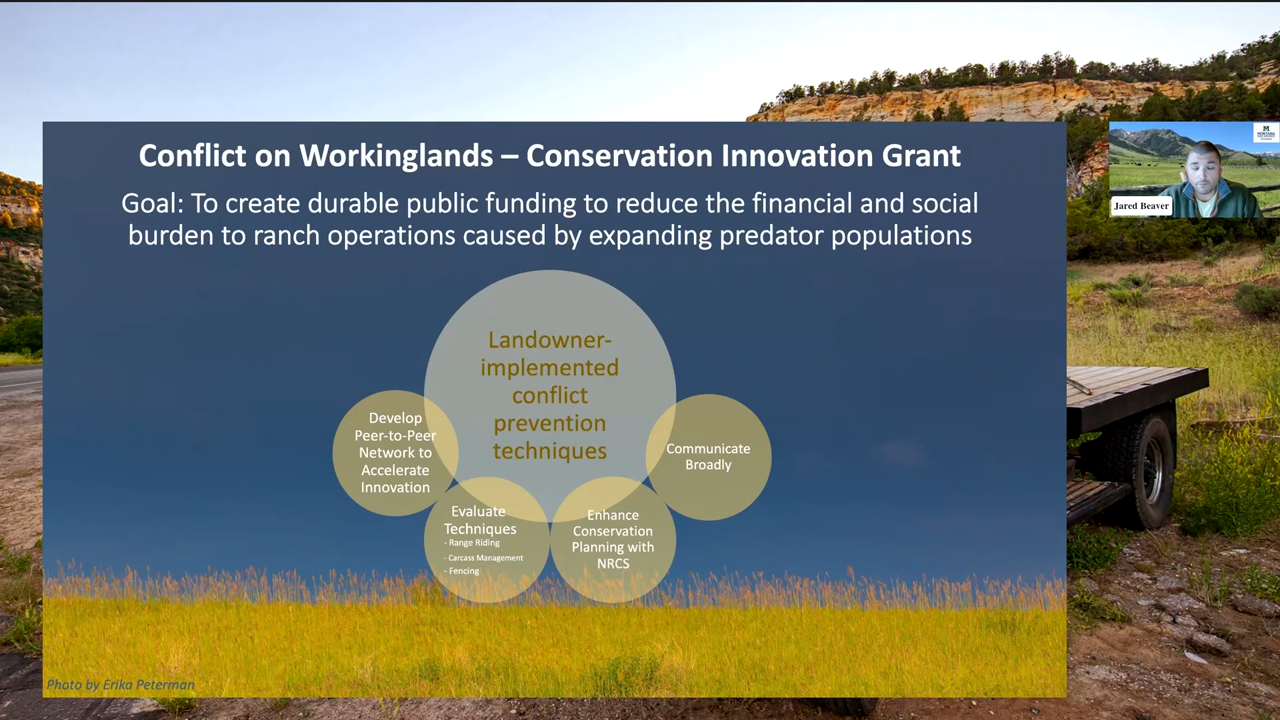 Conflict on Workinglands – Conservation Innovation Grant
Goal: To create durable public funding to reduce the financial and social
burden to ranch operations caused by expanding predator populations
Landowner-
implemented
conflict
prevention
techniques
Develop
Peer-to-Peer
Network to
Accelerate
Innovation
Evaluate
Techniques
- Range Riding
- Carcass Management
- Fencing
Enhance
Conservation
Planning with
NRCS
Communicate
Broadly
Jared Beaver
Photo by Erika Peterman